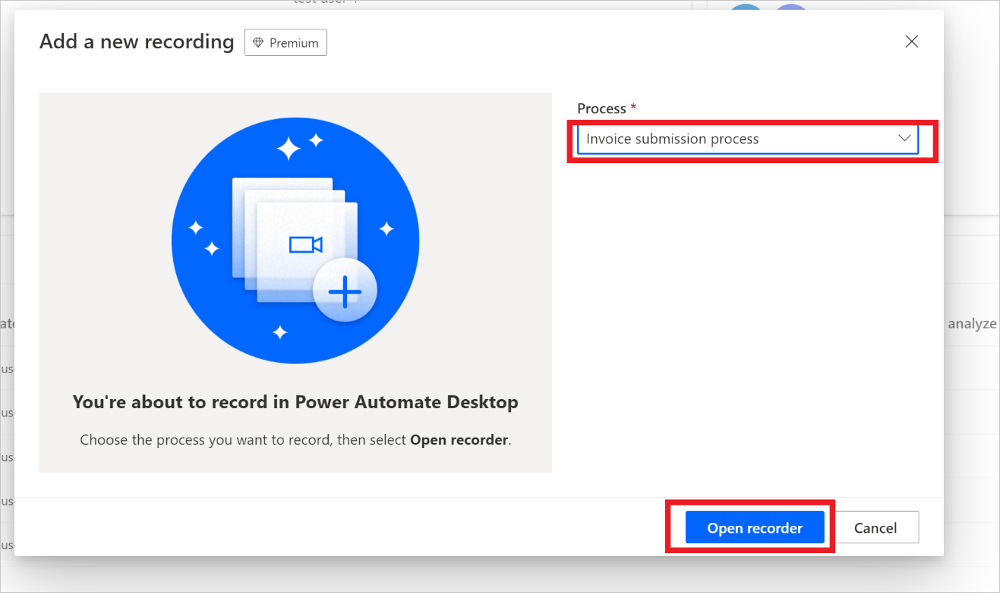 Add a new recording
Premium
Process *
Invoice submission process
You're about to record in Power Automate Desktop
Choose the process you want to record, then select Open recorder.
analyze
Open recorder
Cancel